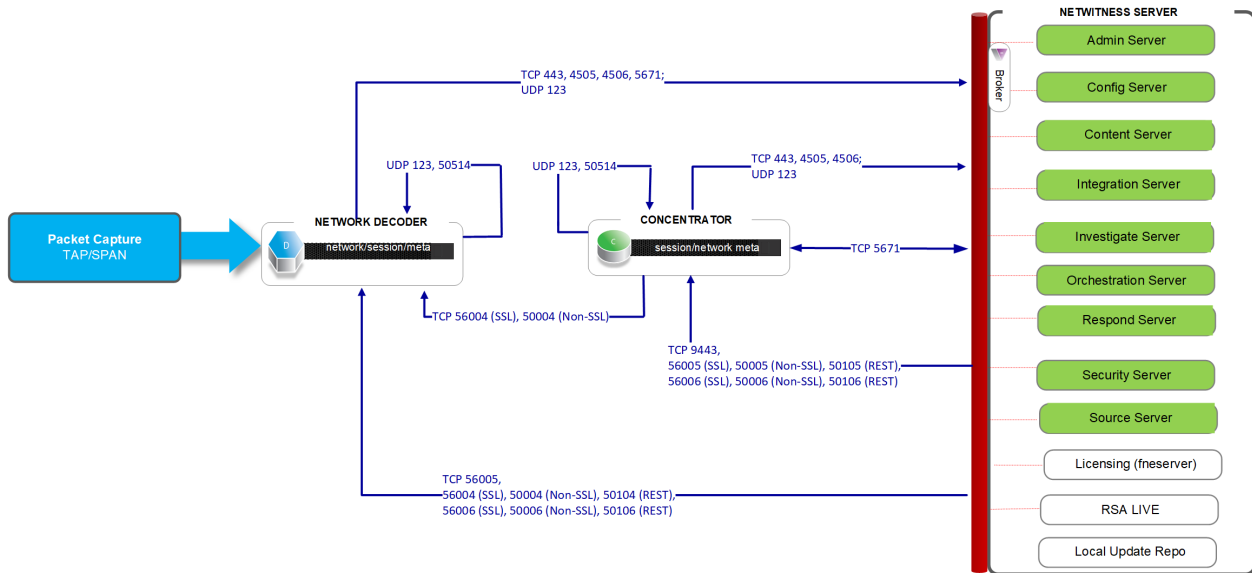 NETWITNESS SERVER
Admin Server
Broker
Config Server
Content Server
Integration Server
Investigate Server
Orchestration Server
Respond Server
Security Server
Source Server
Licensing (fneserver)
RSA LIVE
Local Update Repo
TCP 443, 4505, 4506, 5671;
UDP 123
UDP 123, 50514
UDP 123, 50514
TCP 443, 4505, 4506;
UDP 123
Packet Capture
TAP/SPAN
NETWORK DECODER
D
network/session/meta
CONCENTRATOR
C
session/network meta
TCP 5671
TCP 56004 (SSL), 50004 (Non-SSL)
TCP 9443,
56005 (SSL), 50005 (Non-SSL), 50105 (REST),
56006 (SSL), 50006 (Non-SSL), 50106 (REST)
TCP 56005,
56004 (SSL), 50004 (Non-SSL), 50104 (REST),
56006 (SSL), 50006 (Non-SSL), 50106 (REST)